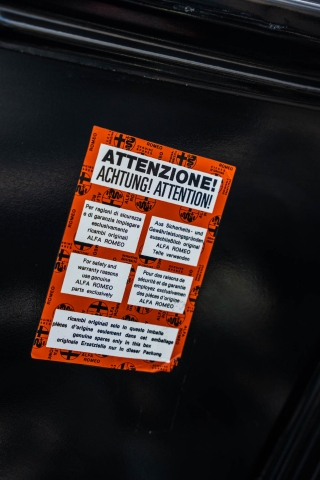 ATTENZIONE!
ACHTUNG! ATTENTION!
Per ragioni di sicurezza
e di garanzia impiegare
esclusivamente
ricambi originali
ALFA ROMEO
Aus Sicherheits- und
Gewährleistungsgründen
ausschließlich original
ALFA ROMEO
Teile verwenden
For safety and
warranty reasons
use genuine
ALFA ROMEO
parts exclusively
Pour des raisons de
sécurité et de garantie
employez exclusivement
des pièces d'origine
ALFA ROMEO
ricambi originali solo in questo imballo
pièces d'origine seulement dans cet emballage
genuine spares only in this box
originale Ersatzteile nur in dieser Packung
ALFA
ROMEO